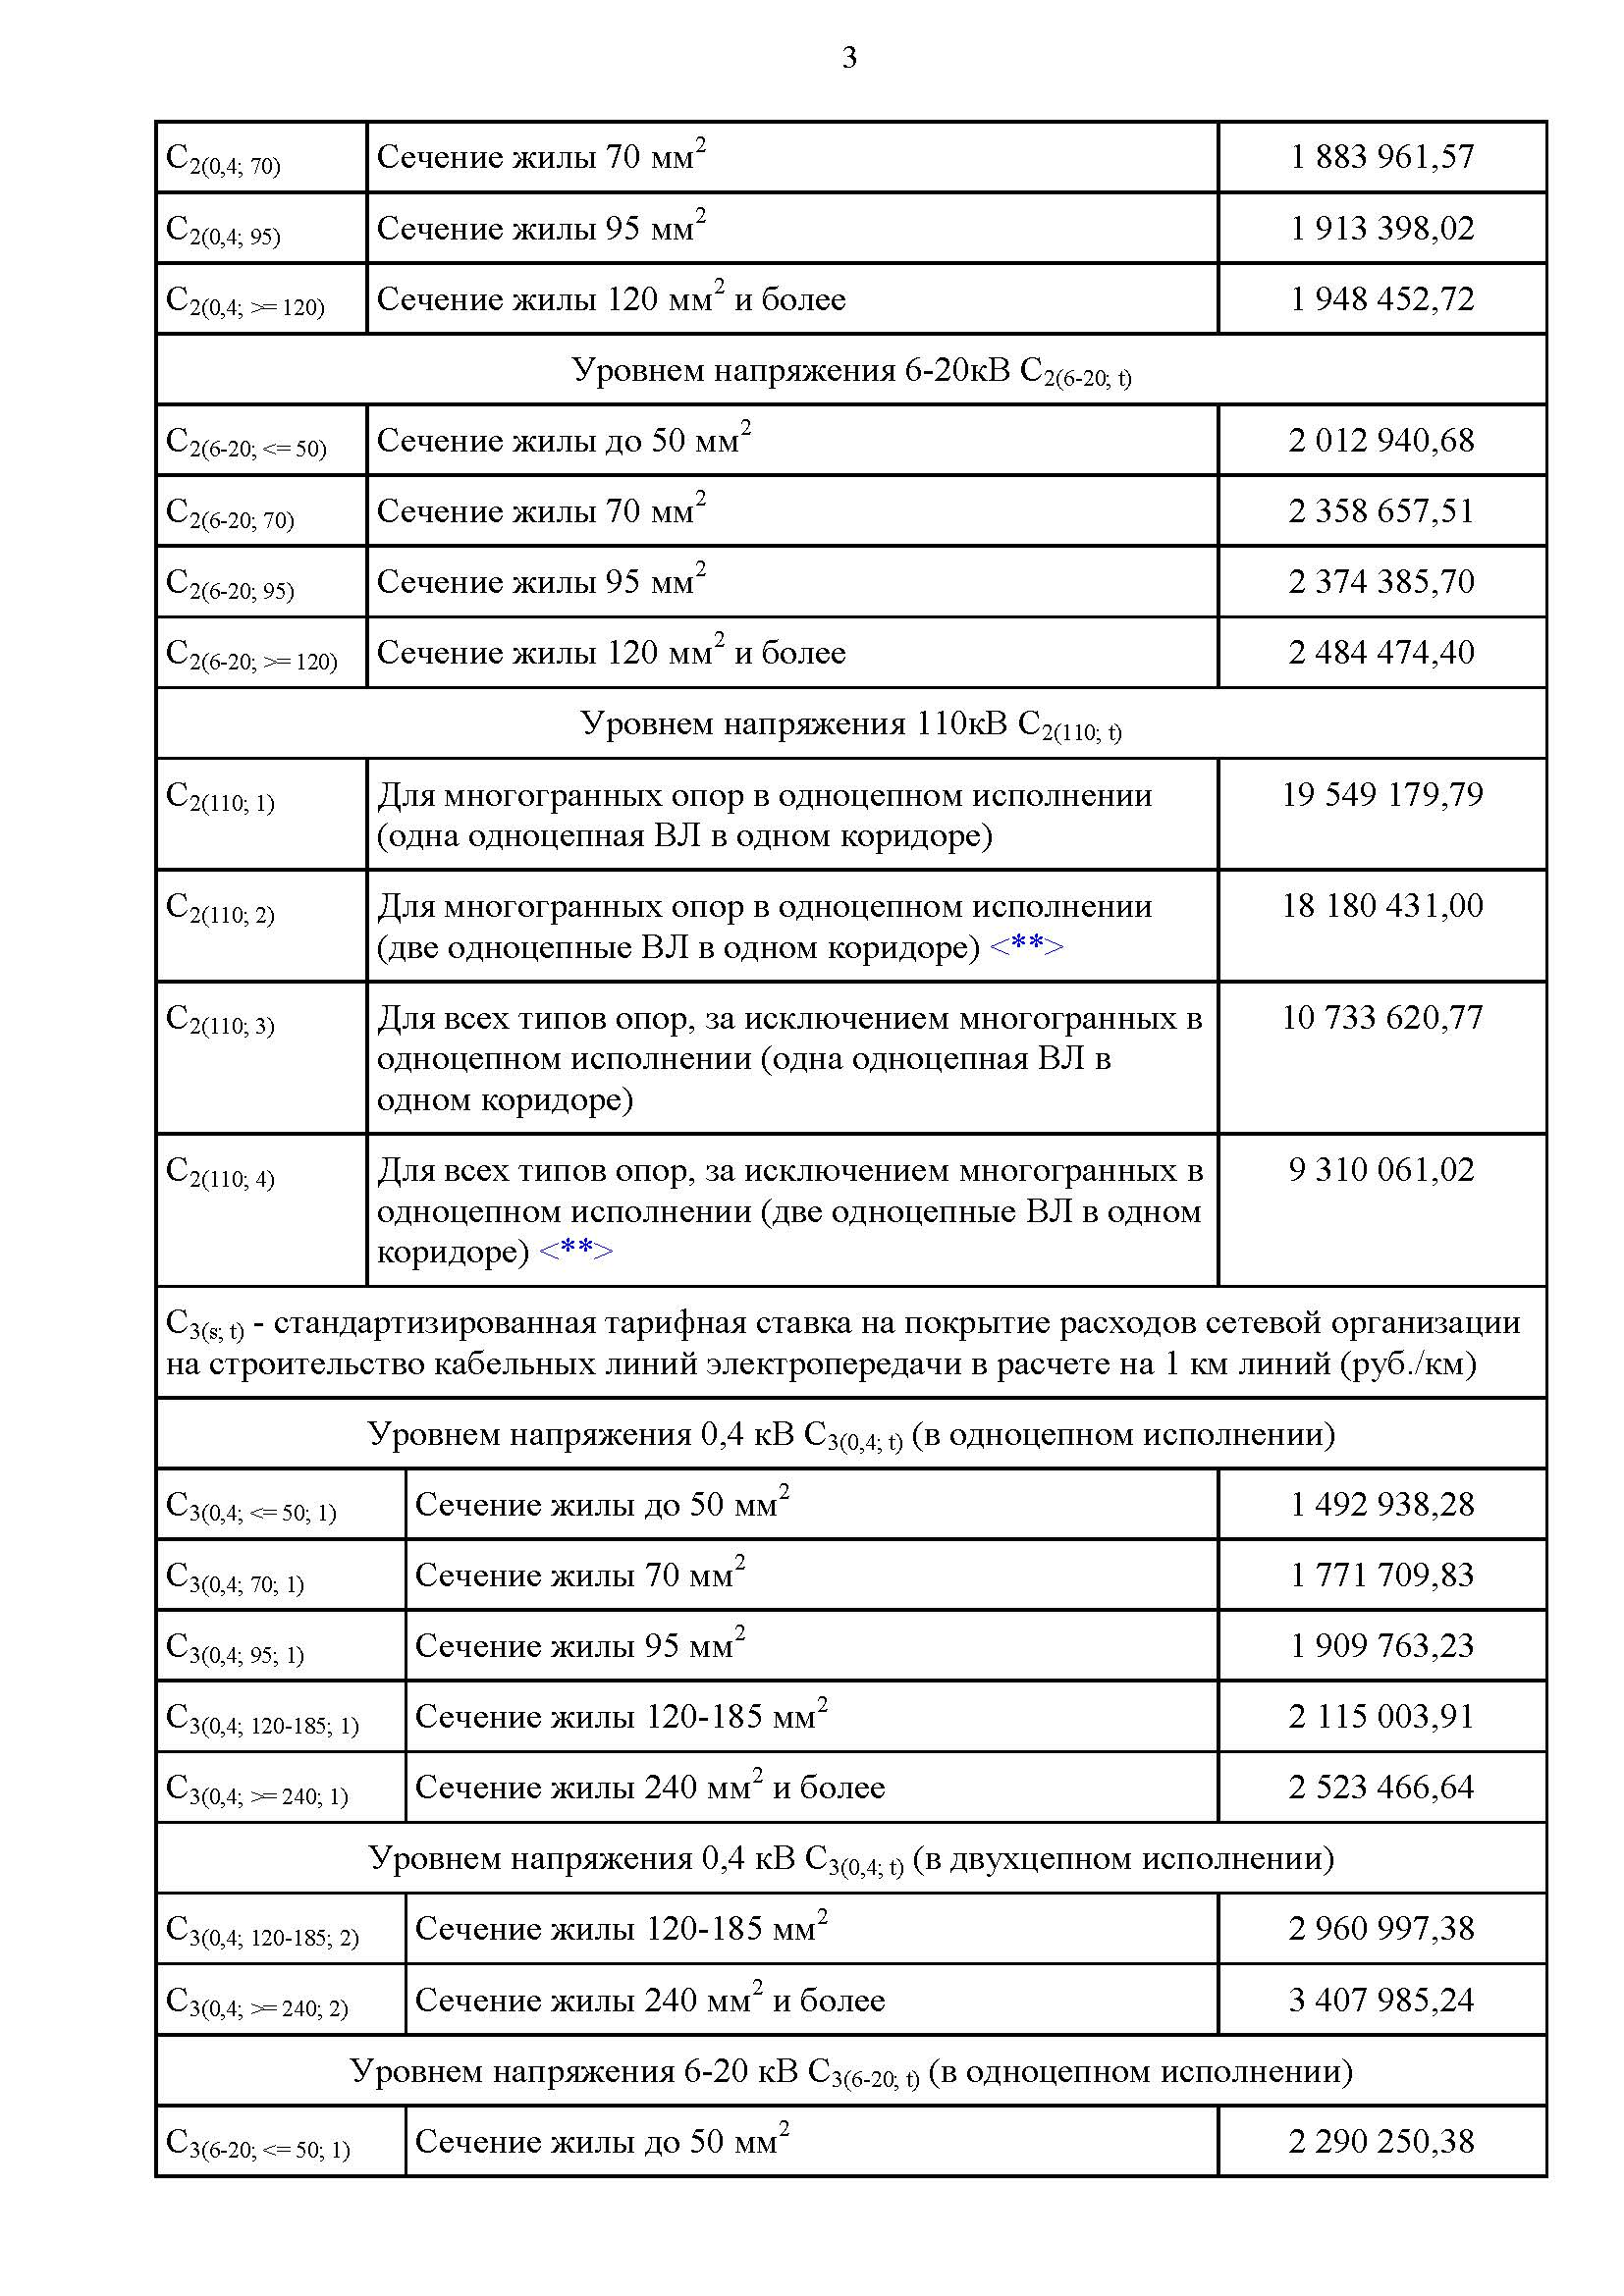 3
С2(0,4; 70) Сечение жилы 70 мм² 1 883 961,57
С2(0,4; 95) Сечение жилы 95 мм² 1 913 398,02
С2(0,4; >= 120) Сечение жилы 120 мм² и более 1 948 452,72
Уровнем напряжения 6-20кВ С2(6-20; t)
С2(6-20; <= 50) Сечение жилы до 50 мм² 2 012 940,68
С2(6-20; 70) Сечение жилы 70 мм² 2 358 657,51
С2(6-20; 95) Сечение жилы 95 мм² 2 374 385,70
С2(6-20; >= 120) Сечение жилы 120 мм² и более 2 484 474,40
Уровнем напряжения 110кВ С2(110; t)
С2(110; 1) Для многогранных опор в одноцепном исполнении 19 549 179,79
(одна одноцепная ВЛ в одном коридоре)
С2(110; 2) Для многогранных опор в одноцепном исполнении 18 180 431,00
(две одноцепные ВЛ в одном коридоре) <**>
С2(110; 3) Для всех типов опор, за исключением многогранных в 10 733 620,77
одноцепном исполнении (одна одноцепная ВЛ в
одном коридоре)
С2(110; 4) Для всех типов опор, за исключением многогранных в 9 310 061,02
одноцепном исполнении (две одноцепные ВЛ в одном
коридоре) <**>
С3(s; t) - стандартизированная тарифная ставка на покрытие расходов сетевой организации
на строительство кабельных линий электропередачи в расчете на 1 км линий (руб./км)
Уровнем напряжения 0,4 кВ С3(0,4; t) (в одноцепном исполнении)
С3(0,4; <= 50; 1) Сечение жилы до 50 мм² 1 492 938,28
С3(0,4; 70; 1) Сечение жилы 70 мм² 1 771 709,83
С3(0,4; 95; 1) Сечение жилы 95 мм² 1 909 763,23
С3(0,4; 120-185; 1) Сечение жилы 120-185 мм² 2 115 003,91
С3(0,4; >= 240; 1) Сечение жилы 240 мм² и более 2 523 466,64
Уровнем напряжения 0,4 кВ С3(0,4; t) (в двухцепном исполнении)
С3(0,4; 120-185; 2) Сечение жилы 120-185 мм² 2 960 997,38
С3(0,4; >= 240; 2) Сечение жилы 240 мм² и более 3 407 985,24
Уровнем напряжения 6-20 кВ С3(6-20; t) (в одноцепном исполнении)
С3(6-20; <= 50; 1) Сечение жилы до 50 мм² 2 290 250,38